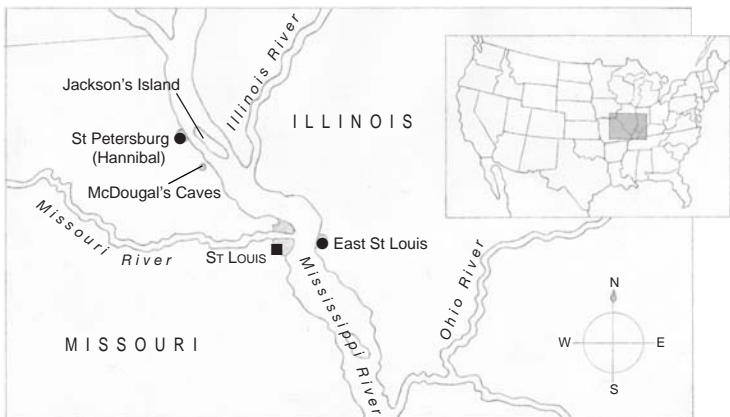 Jackson's Island
Illinois River
ILLINOIS
St Petersburg
(Hannibal)
McDougal's Caves
Missouri
River
ST LOUIS
East St Louis
Mississippi River
Ohio River
MISSOURI
N
W
E
S